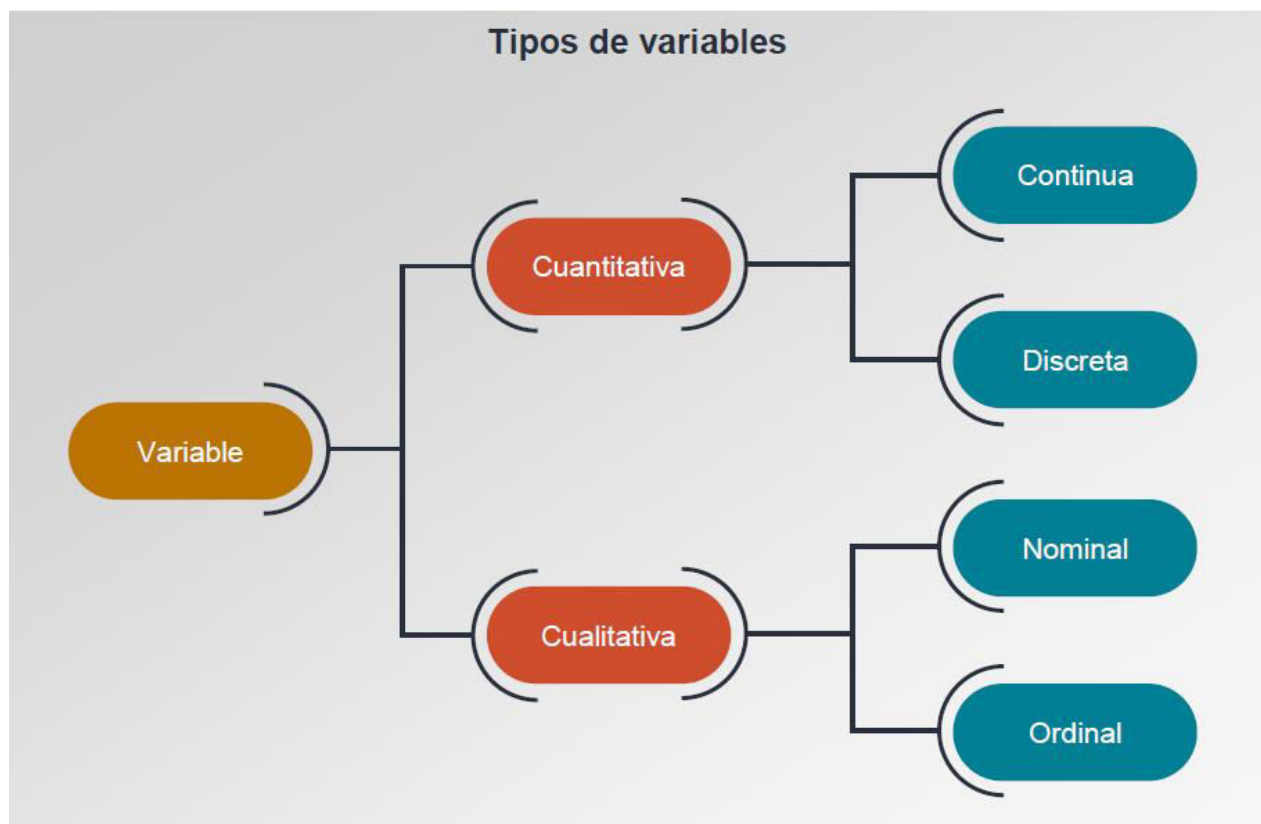 Tipos de variables
Variable
Cuantitativa
Continua
Discreta
Cualitativa
Nominal
Ordinal